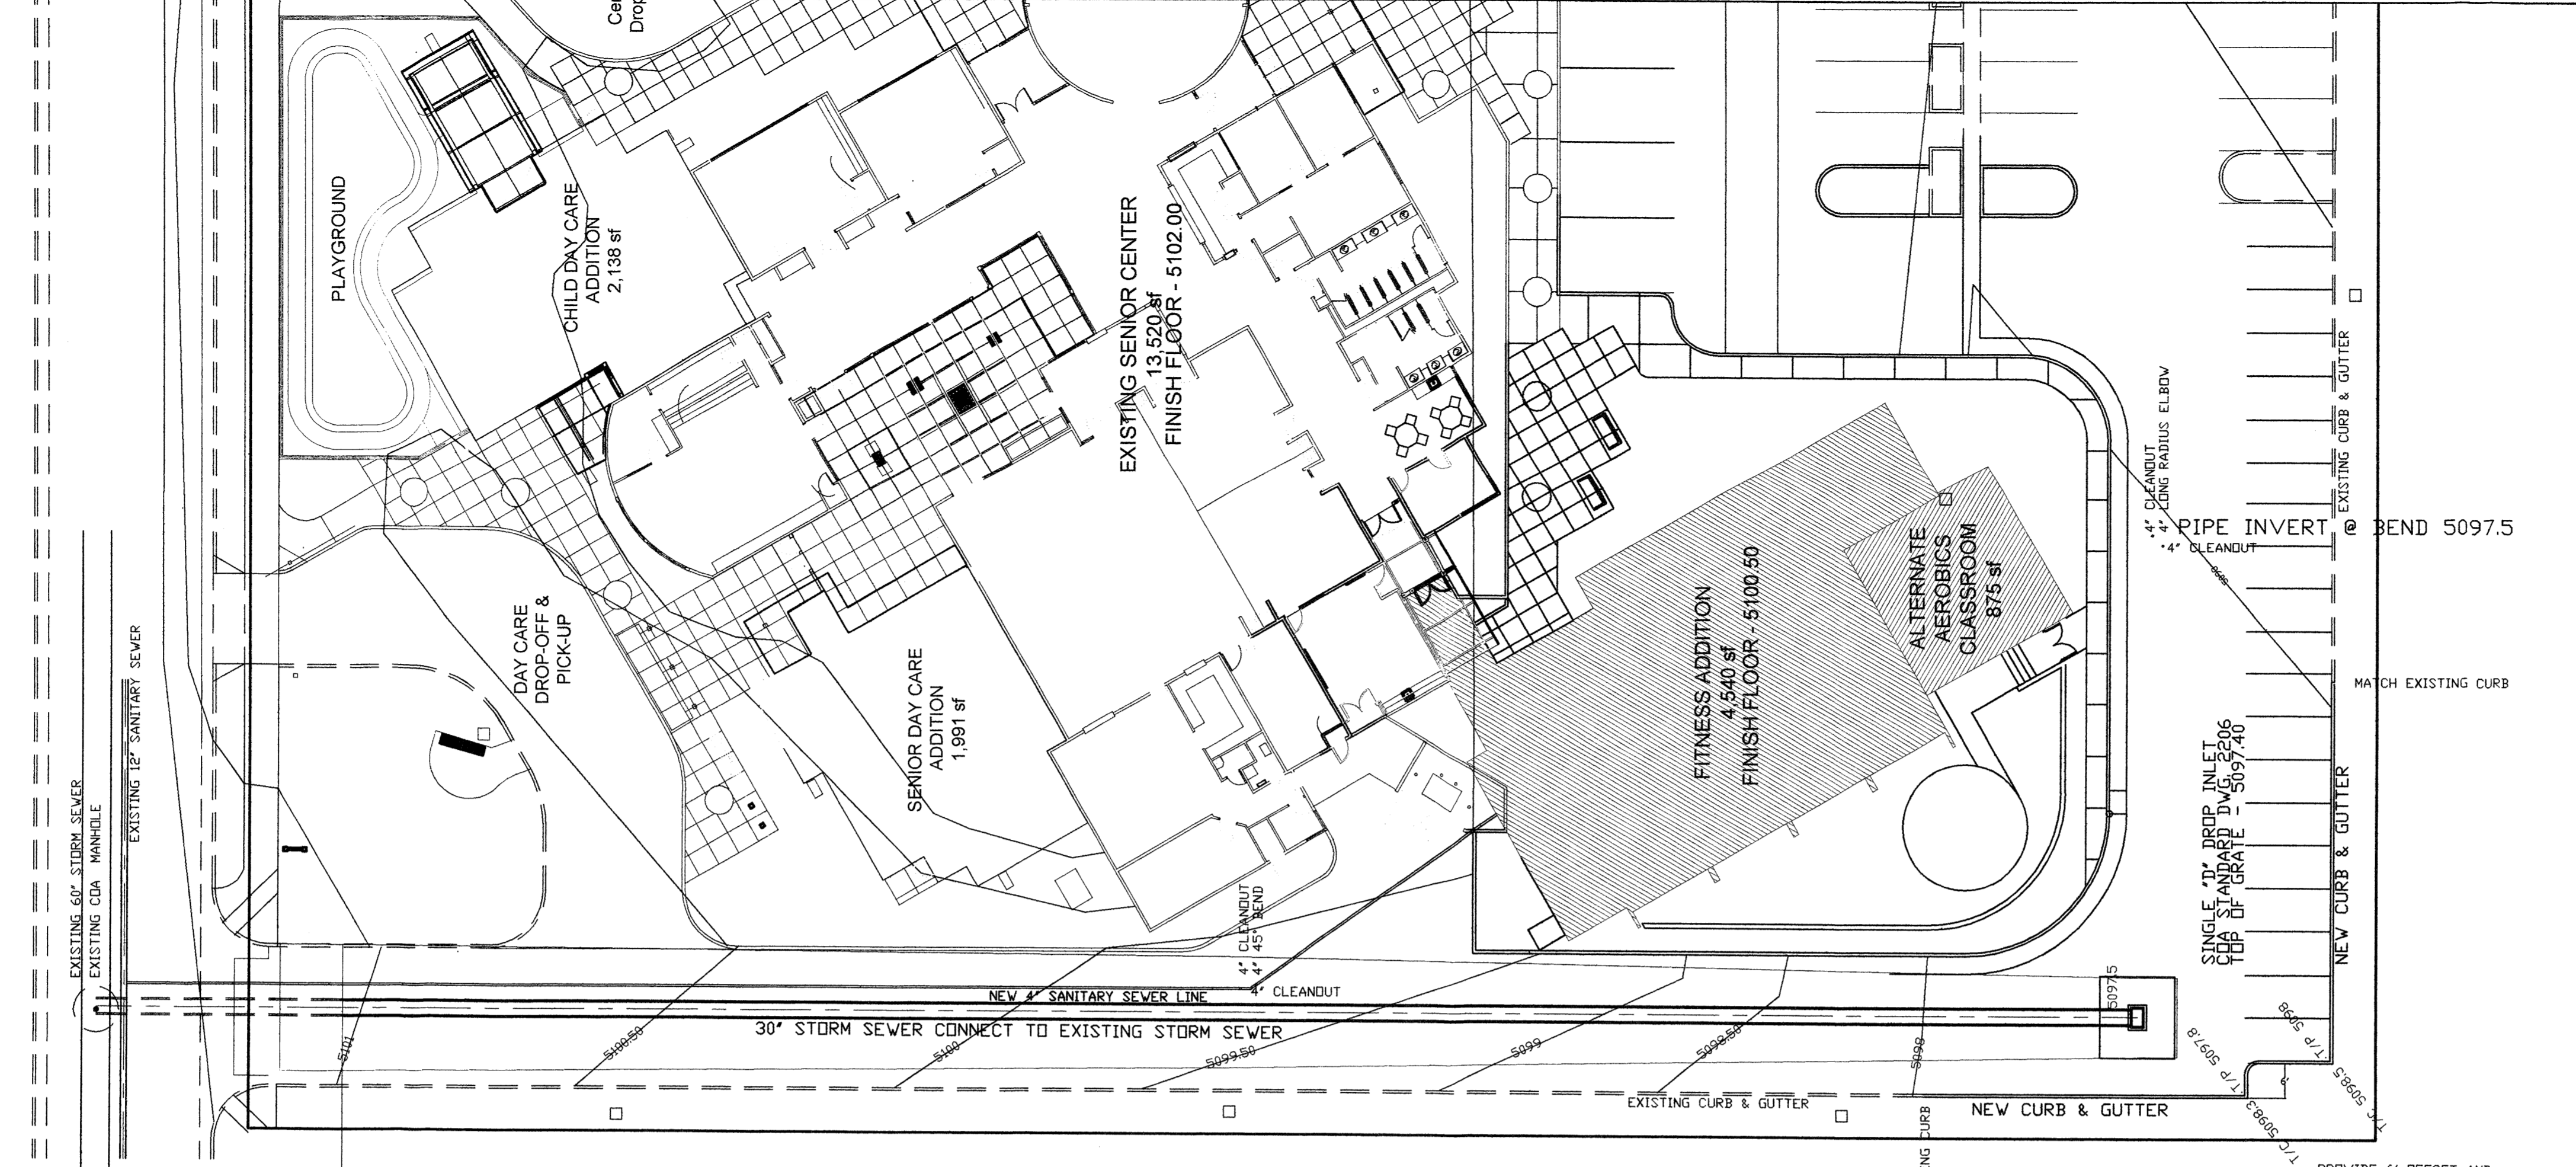 Cer
Drop
PLAYGROUND
CHILD DAY CARE
ADDITION
2,138 sf
EXISTING SENIOR CENTER
13,520 sf
FINISH FLOOR - 5102.00
DAY CARE
DROP-OFF &
PICK-UP
SENIOR DAY CARE
ADDITION
1,991 sf
FITNESS ADDITION
4,540 sf
FINISH FLOOR - 5100.50
ALTERNATE
AEROBICS
CLASSROOM
875 sf
4" CLEANOUT
4" LONG RADIUS ELBOW
PIPE INVERT @ BEND 5097.5
4" CLEANOUT
5098
EXISTING CURB & GUTTER
MATCH EXISTING CURB
SINGLE "D" DROP INLET
COA STANDARD DWG. 2206
TOP OF GRATE - 5097.40
NEW CURB & GUTTER
EXISTING 60" STORM SEWER
EXISTING COA MANHOLE
EXISTING 12" SANITARY SEWER
4" CLEANOUT
4" 45° BEND
NEW 4" SANITARY SEWER LINE
4" CLEANOUT
30" STORM SEWER CONNECT TO EXISTING STORM SEWER
5097.5
5101
5100.50
5100
5099.50
5099
5098.50
5098
T/P 5097.8
T/P 5098
T/C 5098.3
T/C 5098.5
EXISTING CURB & GUTTER
NEW CURB & GUTTER
NG CURB